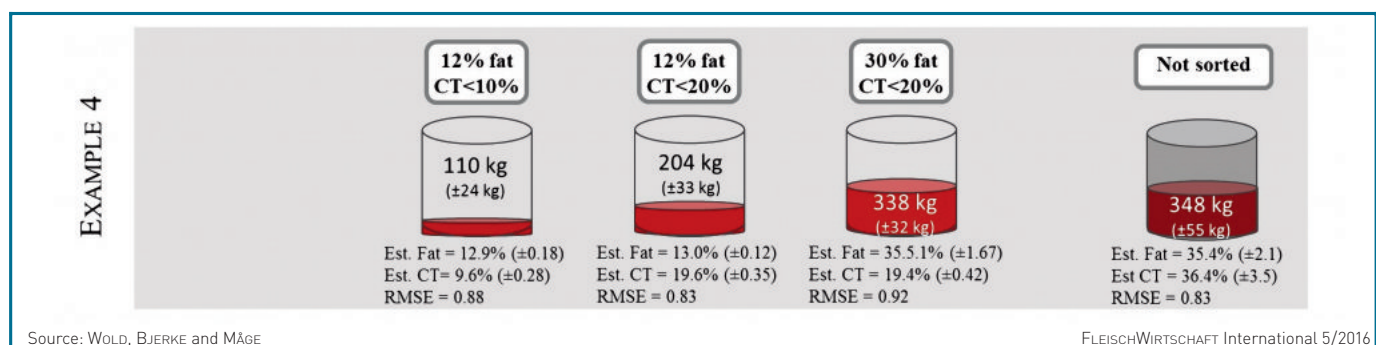 EXAMPLE 4
12% fat
CT<10%
110 kg
(±24 kg)
Est. Fat = 12.9% (±0.18)
Est. CT= 9.6% (±0.28)
RMSE = 0.88
12% fat
CT<20%
204 kg
(±33 kg)
Est. Fat = 13.0% (±0.12)
Est. CT = 19.6% (±0.35)
RMSE = 0.83
30% fat
CT<20%
338 kg
(±32 kg)
Est. Fat = 35.5.1% (±1.67)
Est. CT = 19.4% (±0.42)
RMSE = 0.92
Not sorted
348 kg
(±55 kg)
Est. Fat = 35.4% (±2.1)
Est CT = 36.4% (±3.5)
RMSE = 0.83
Source: WOLD, BJERKE and MÅGE
FLEISCHWIRTSCHAFT International 5/2016